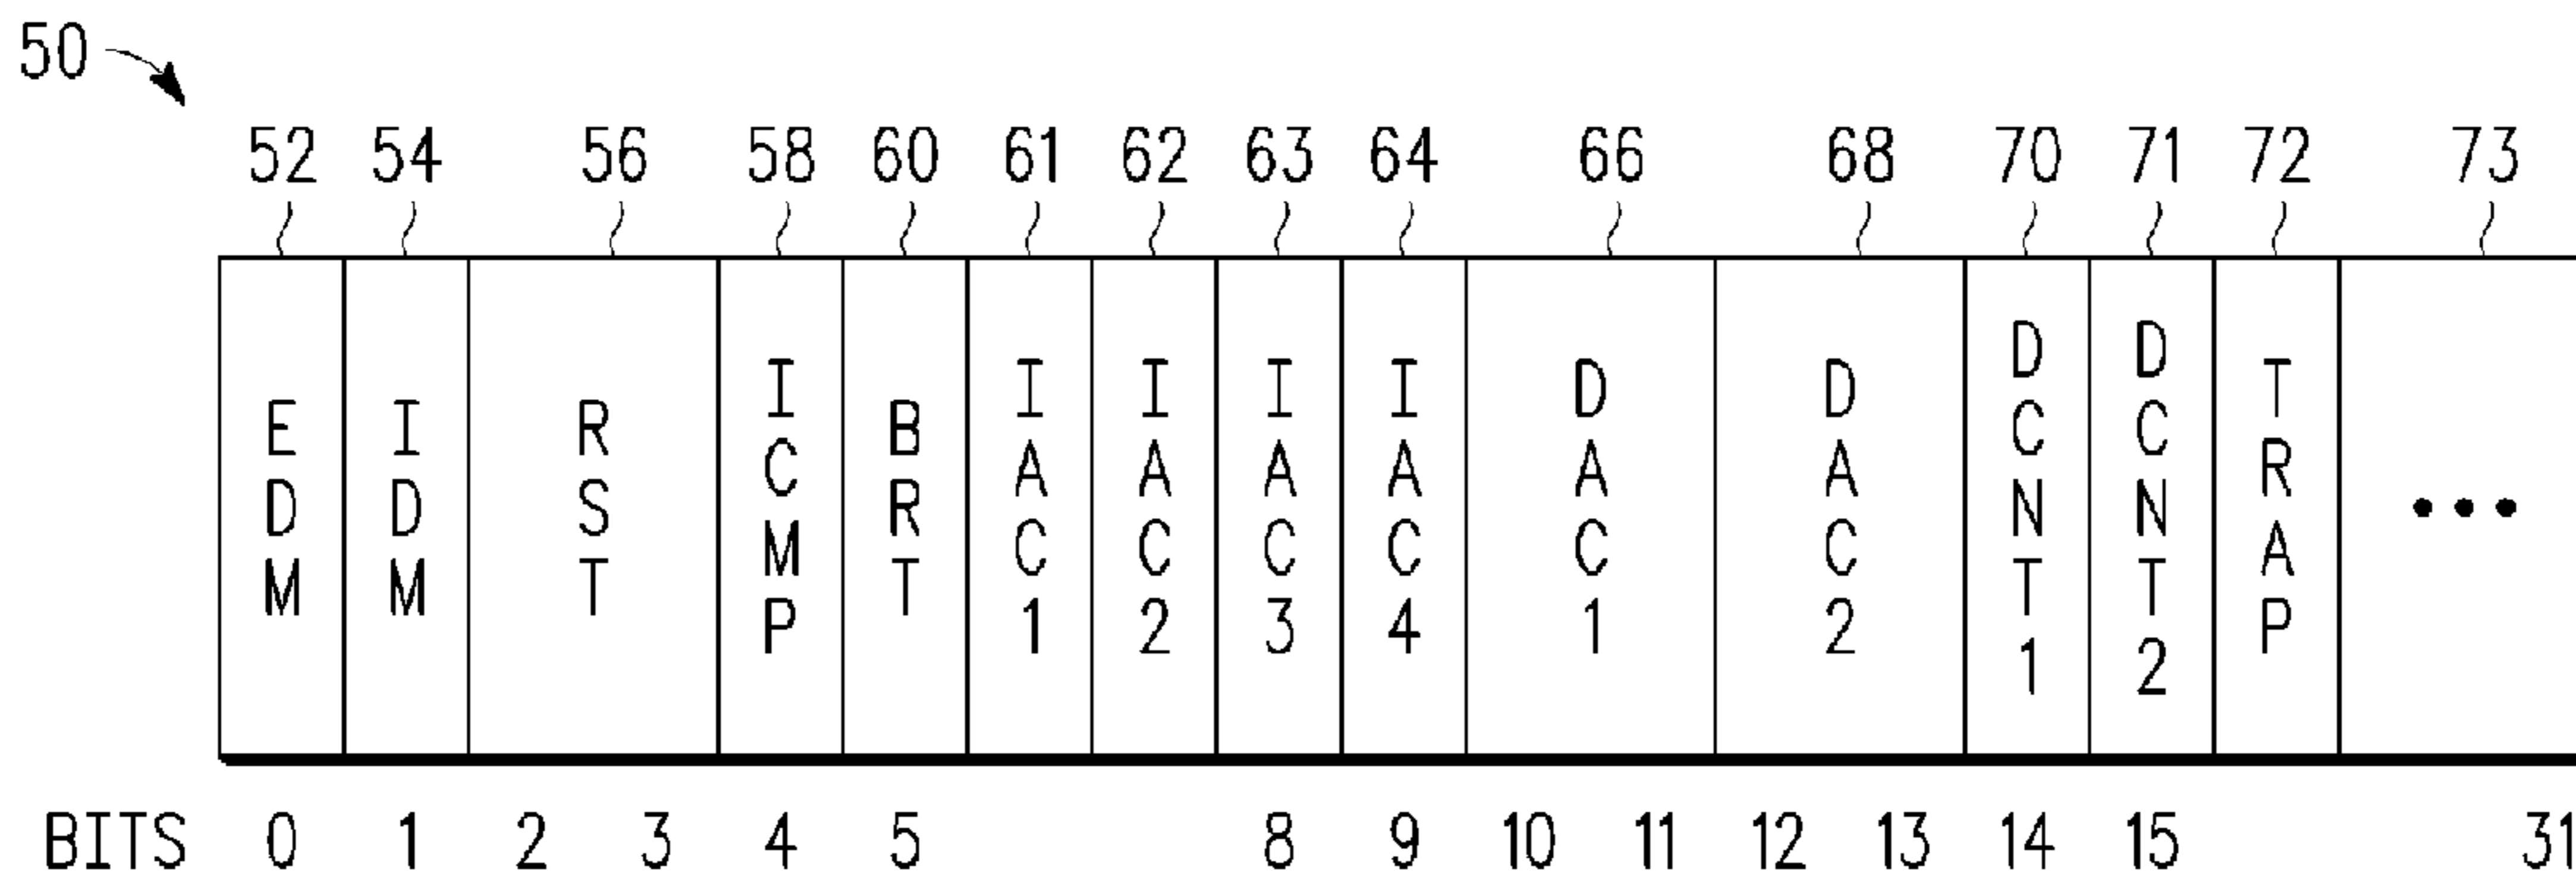 50
52 54 56 58 60 61 62 63 64 66 68 70 71 72 73
EDM IDM RST ICMP BRT IAC1 IAC2 IAC3 IAC4 DAC1 DAC2 DCNT1 DCNT2 TRAP •••
BITS 0 1 2 3 4 5 8 9 10 11 12 13 14 15 31